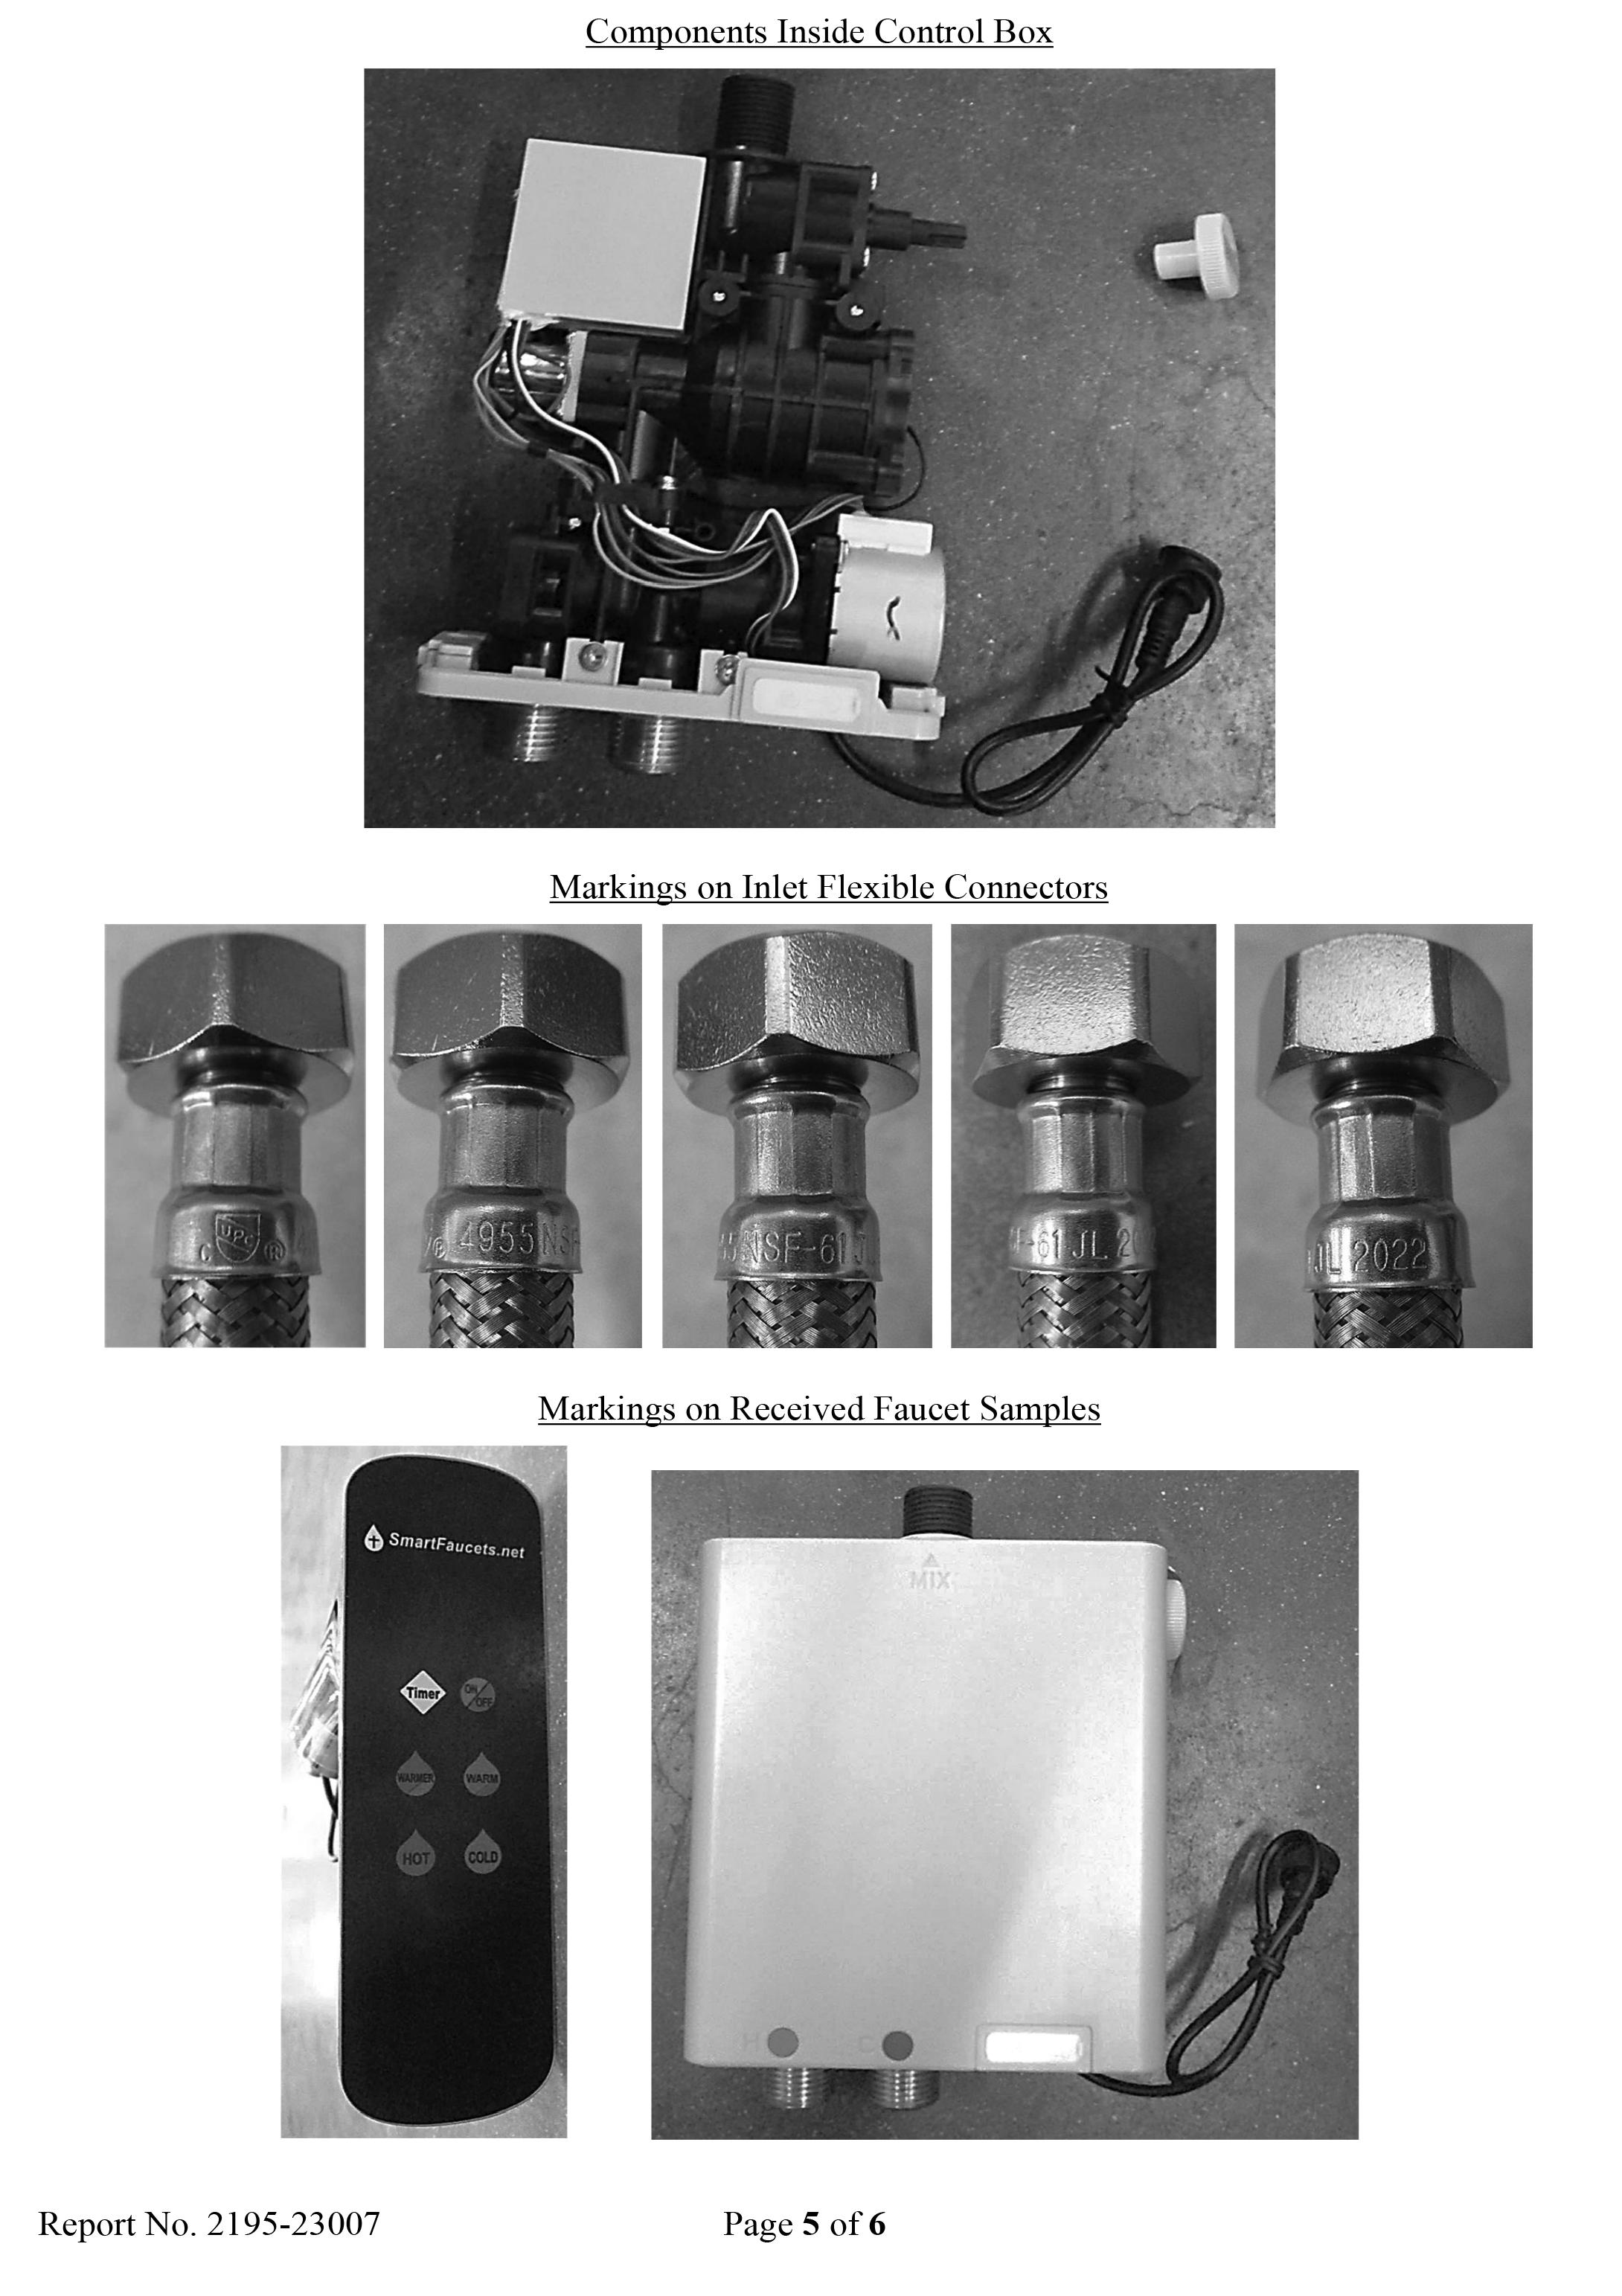 Components Inside Control Box
Markings on Inlet Flexible Connectors
c UPC ®
® 4955 NSF
NSF-61 J
F-61 JL 202
JL 2022
Markings on Received Faucet Samples
SmartFaucets.net
Timer ON/OFF
WARMER WARM
HOT COLD
MIX
H C
Report No. 2195-23007 Page 5 of 6